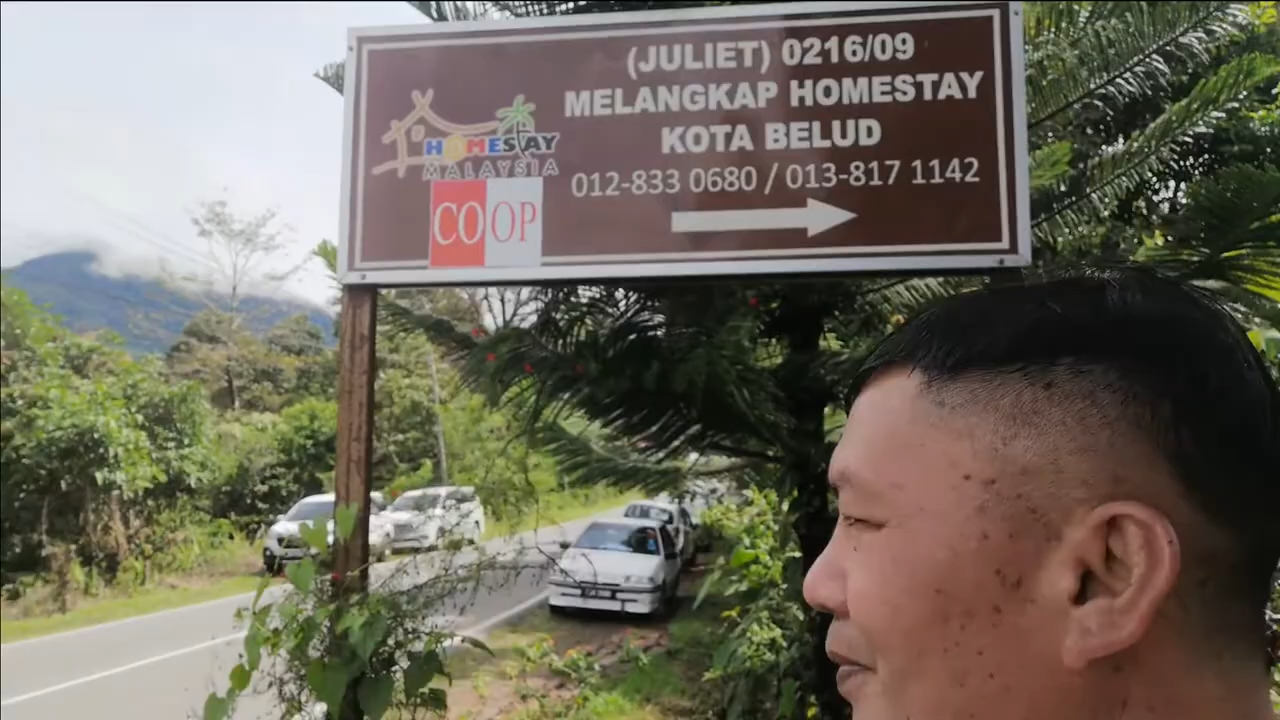 (JULIET) 0216/09
MELANGKAP HOMESTAY
KOTA BELUD
012-833 0680 / 013-817 1142
HOMESTAY
MALAYSIA
COOP